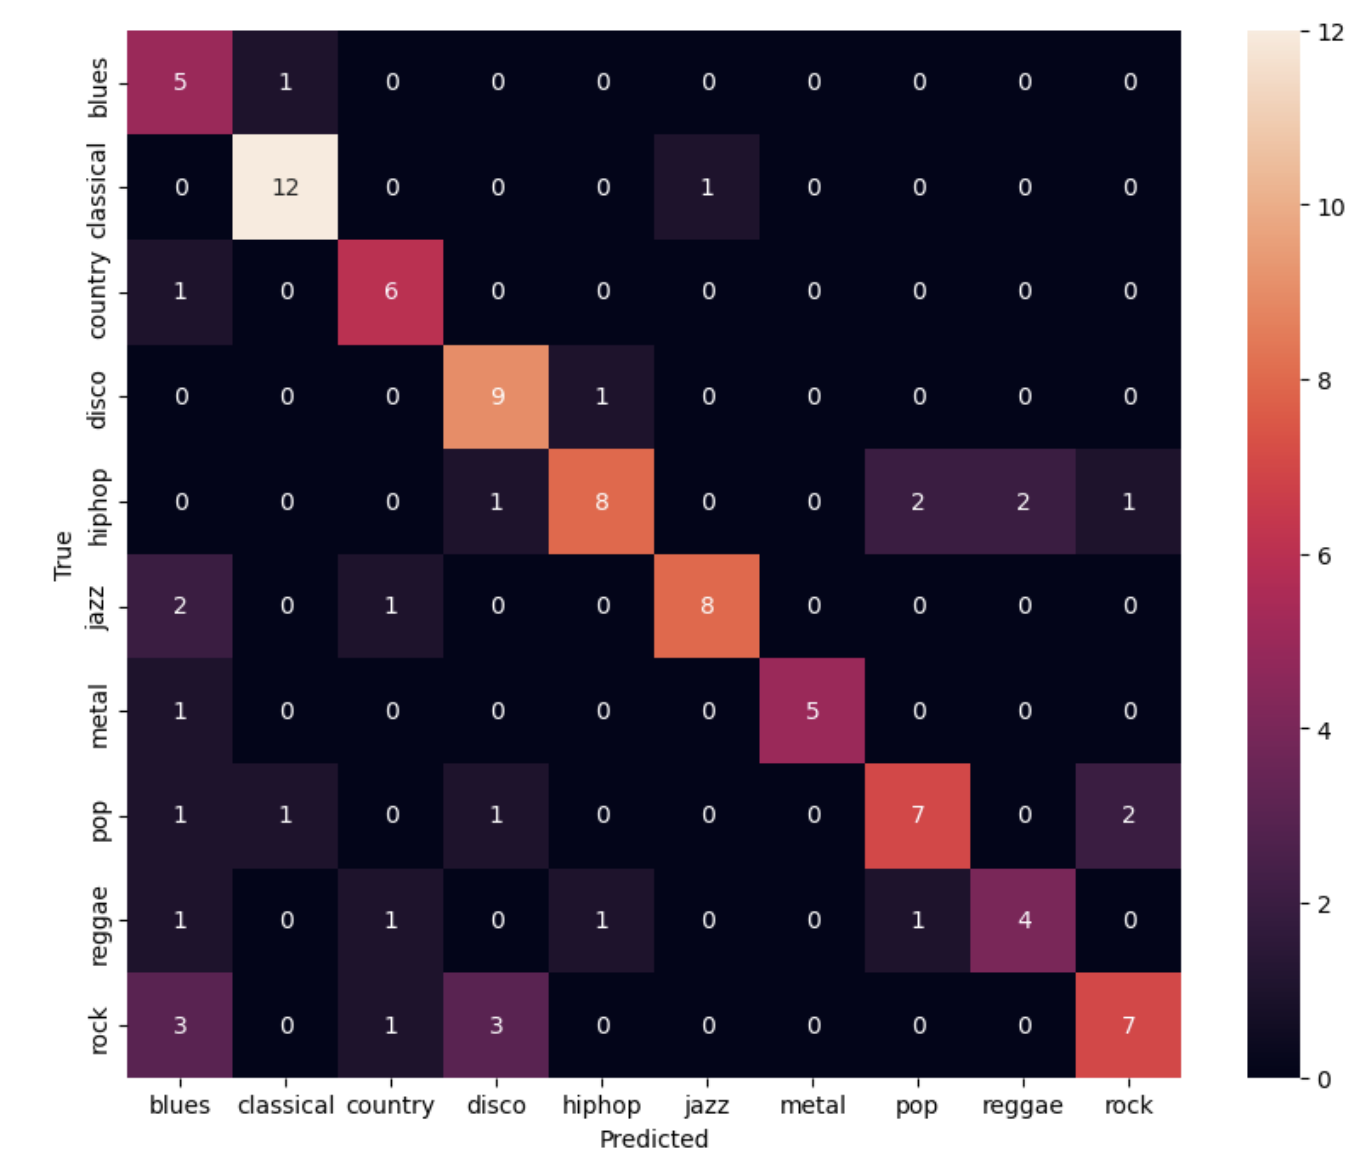 blues 5 1 0 0 0 0 0 0 0 0
classical 0 12 0 0 0 1 0 0 0 0
country 1 0 6 0 0 0 0 0 0 0
disco 0 0 0 9 1 0 0 0 0 0
hiphop 0 0 0 1 8 0 0 2 2 1
True
jazz 2 0 1 0 0 8 0 0 0 0
metal 1 0 0 0 0 0 5 0 0 0
pop 1 1 0 1 0 0 0 7 0 2
reggae 1 0 1 0 1 0 0 1 4 0
rock 3 0 1 3 0 0 0 0 0 7
blues classical country disco hiphop jazz metal pop reggae rock
Predicted
12
10
8
6
4
2
0